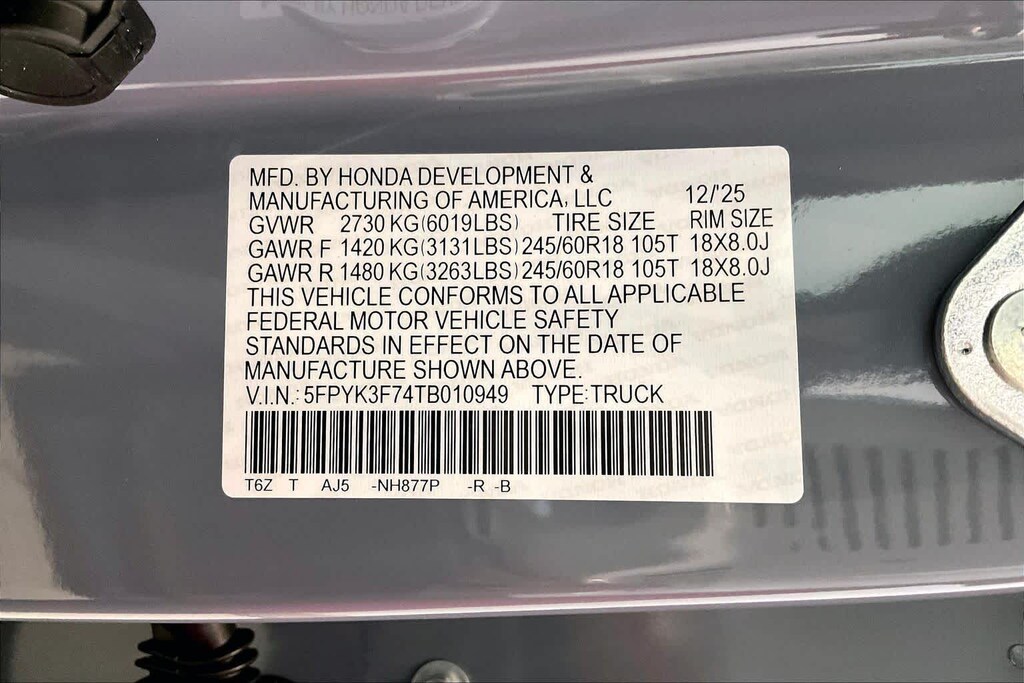 MFD. BY HONDA DEVELOPMENT &
MANUFACTURING OF AMERICA, LLC 12/'25
GVWR 2730 KG(6019LBS) TIRE SIZE RIM SIZE
GAWR F 1420 KG(3131LBS) 245/60R18 105T 18X8.0J
GAWR R 1480 KG(3263LBS) 245/60R18 105T 18X8.0J
THIS VEHICLE CONFORMS TO ALL APPLICABLE
FEDERAL MOTOR VEHICLE SAFETY
STANDARDS IN EFFECT ON THE DATE OF
MANUFACTURE SHOWN ABOVE.
V.I.N.: 5FPYK3F74TB010949 TYPE:TRUCK
T6Z T AJ5 -NH877P -R -B